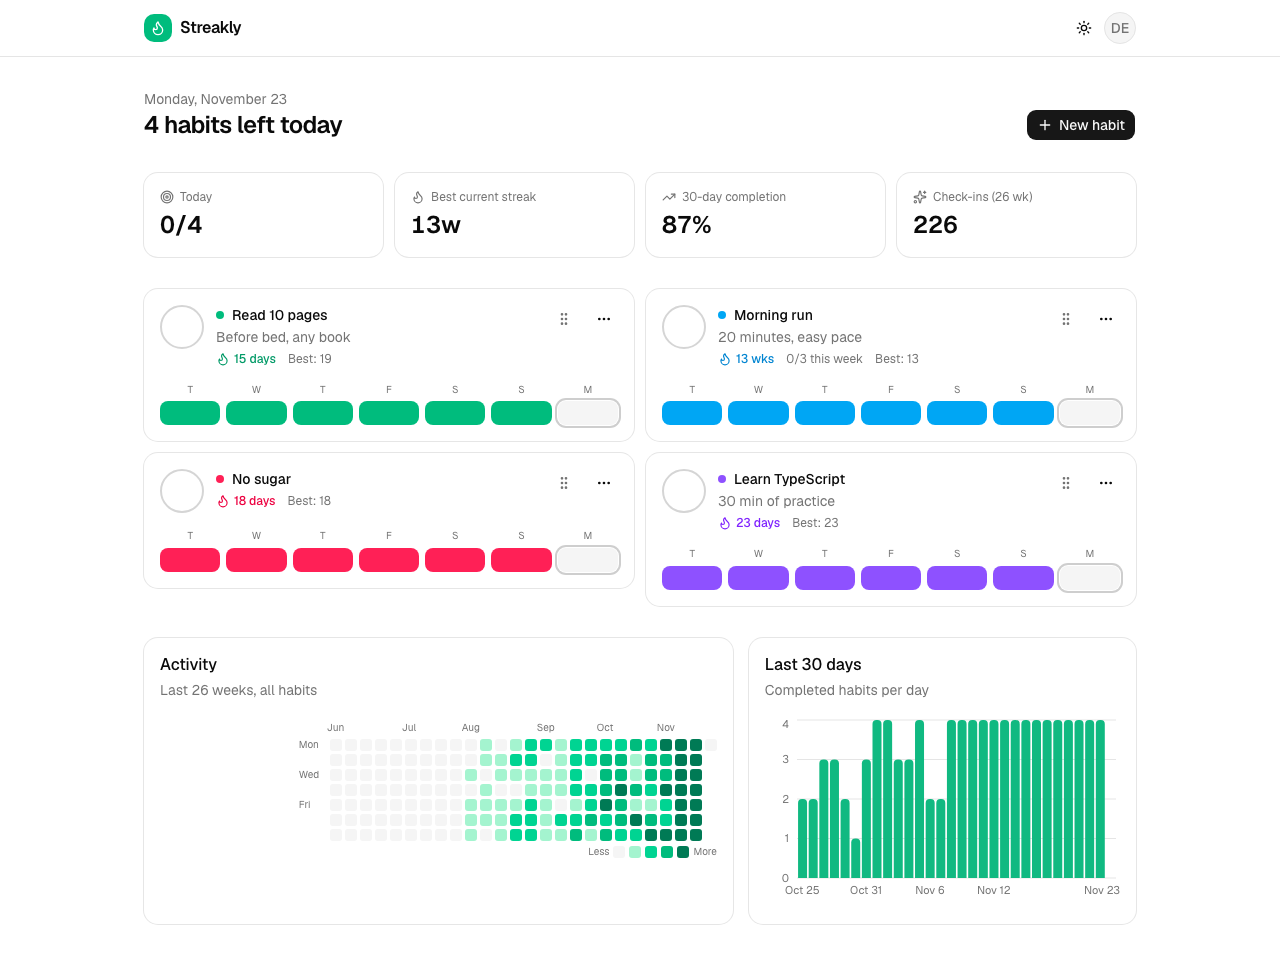 Streakly
DE
Monday, November 23
4 habits left today
New habit
Today
0/4
Best current streak
13w
30-day completion
87%
Check-ins (26 wk)
226
Read 10 pages
Before bed, any book
15 days Best: 19
T W T F S S M
Morning run
20 minutes, easy pace
13 wks 0/3 this week Best: 13
T W T F S S M
No sugar
18 days Best: 18
T W T F S S M
Learn TypeScript
30 min of practice
23 days Best: 23
T W T F S S M
Activity
Last 26 weeks, all habits
Jun Jul Aug Sep Oct Nov
Mon
Wed
Fri
Less More
Last 30 days
Completed habits per day
4
3
2
1
0
Oct 25 Oct 31 Nov 6 Nov 12 Nov 23